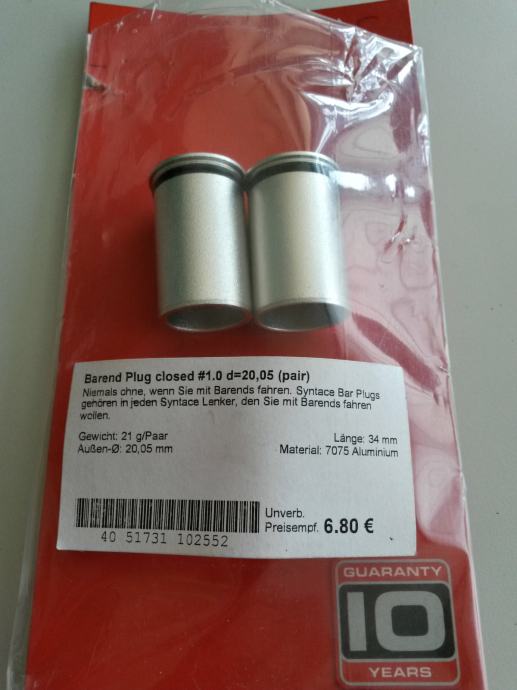 Barend Plug closed #1.0 d=20,05 (pair)
Niemals ohne, wenn Sie mit Barends fahren. Syntace Bar Plugs
gehören in jeden Syntace Lenker, den Sie mit Barends fahren
wollen.
Gewicht: 21 g/Paar Länge: 34 mm
Außen-Ø: 20,05 mm Material: 7075 Aluminium
Unverb.
Preisempf. 6.80 €
40 51731 102552
GUARANTY
10
YEARS